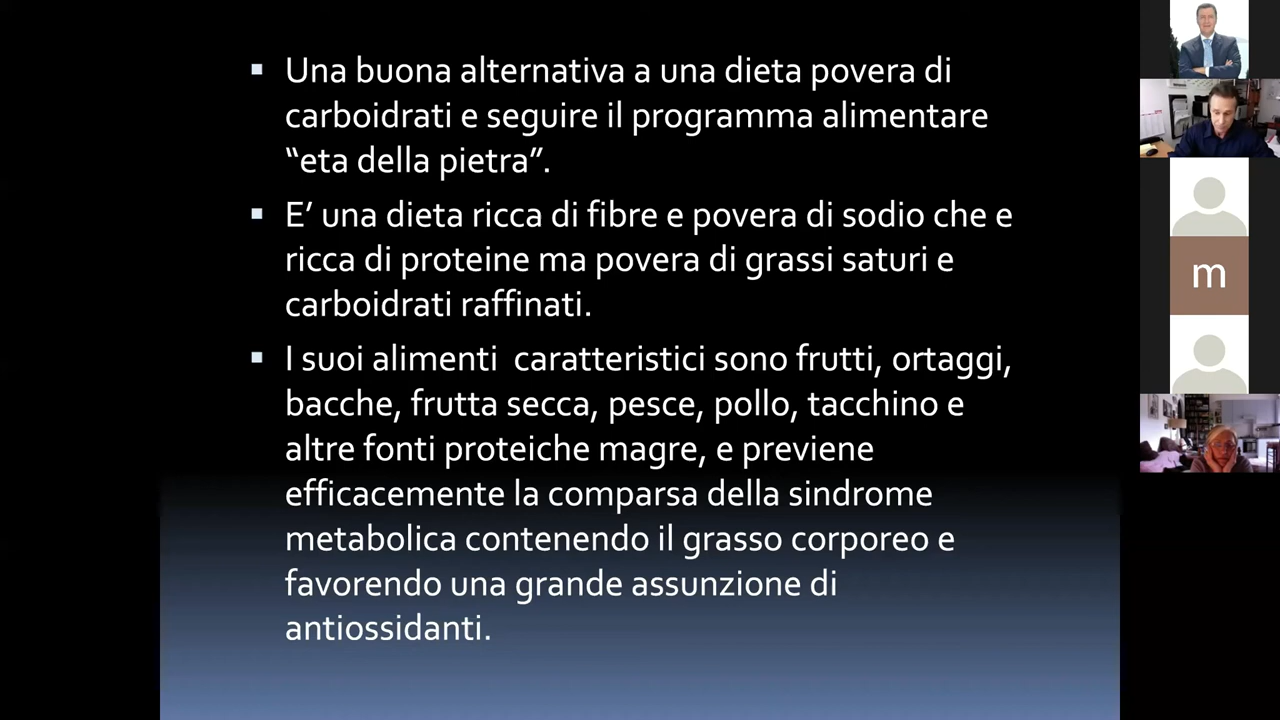 Una buona alternativa a una dieta povera di
carboidrati e seguire il programma alimentare
“eta della pietra”.
E’ una dieta ricca di fibre e povera di sodio che e
ricca di proteine ma povera di grassi saturi e
carboidrati raffinati.
I suoi alimenti  caratteristici sono frutti, ortaggi,
bacche, frutta secca, pesce, pollo, tacchino e
altre fonti proteiche magre, e previene
efficacemente la comparsa della sindrome
metabolica contenendo il grasso corporeo e
favorendo una grande assunzione di
antiossidanti.
m